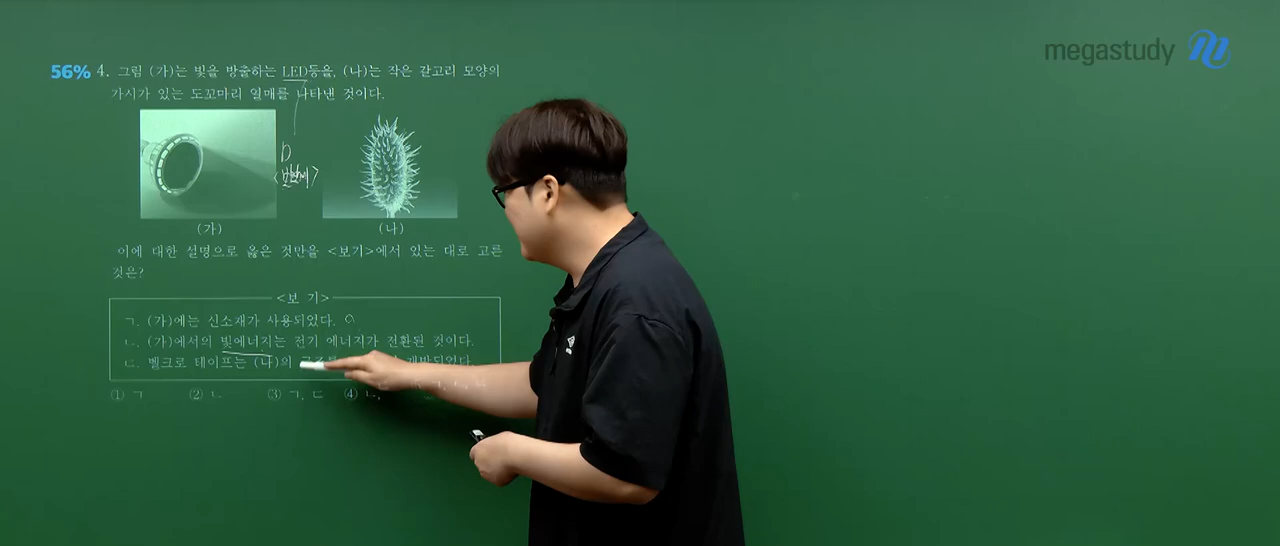 megastudy
56% 4. 그림 (가)는 빛을 방출하는 LED등을, (나)는 작은 갈고리 모양의
가시가 있는 도꼬마리 열매를 나타낸 것이다.
D
(가)
(나)
이에 대한 설명으로 옳은 것만을 <보기>에서 있는 대로 고른
것은?
<보 기>
ㄱ. (가)에는 신소재가 사용되었다. O
ㄴ. (가)에서의 빛에너지는 전기 에너지가 전환된 것이다.
ㄷ. 벨크로 테이프는 (나)의 개발되었다.
① ㄱ ② ㄴ ③ ㄱ, ㄷ ④ ㄴ,